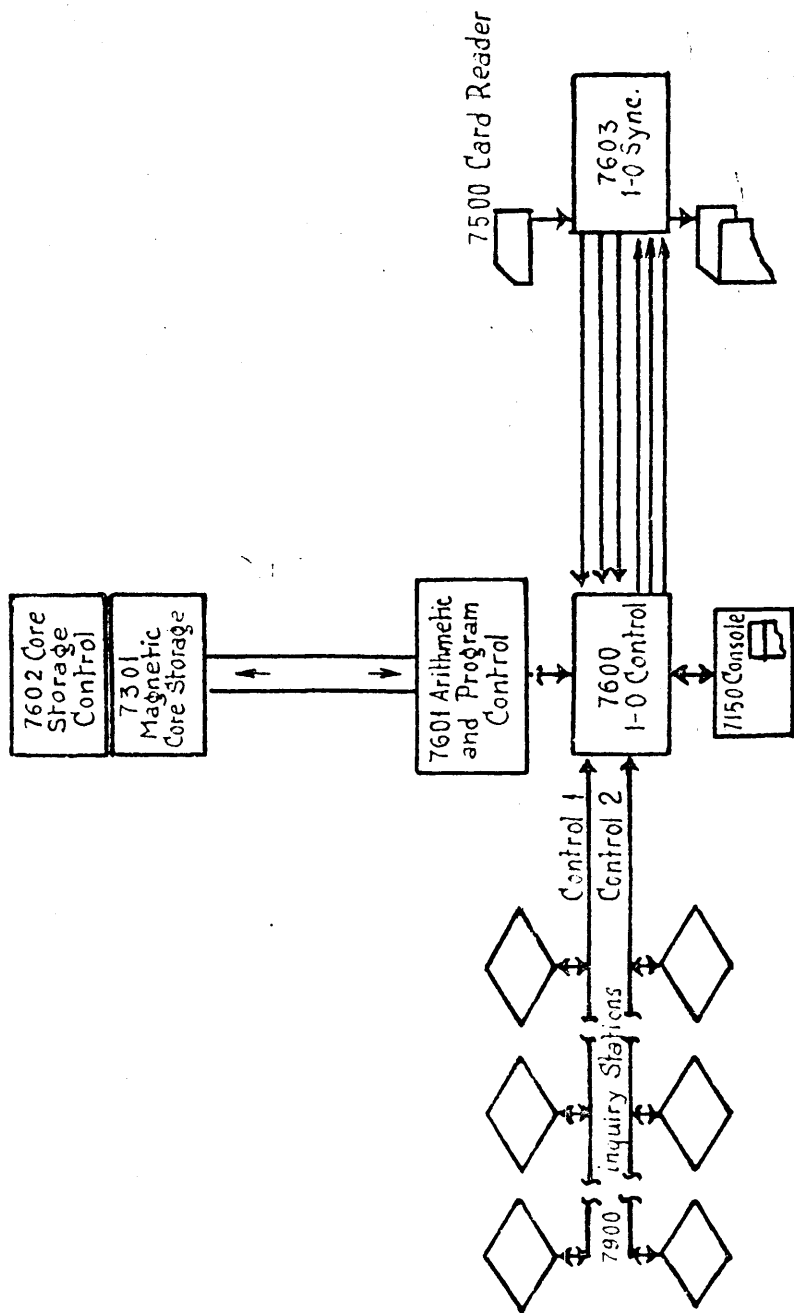 7602 Core
Storage
Control
7301
Magnetic
Core Storage
7601 Arithmetic
and Program
Control
7500 Card Reader
Control 1
Control 2
7600
1-0 Control
7603
1-0 Sync.
7900 inquiry Stations
7150 Console